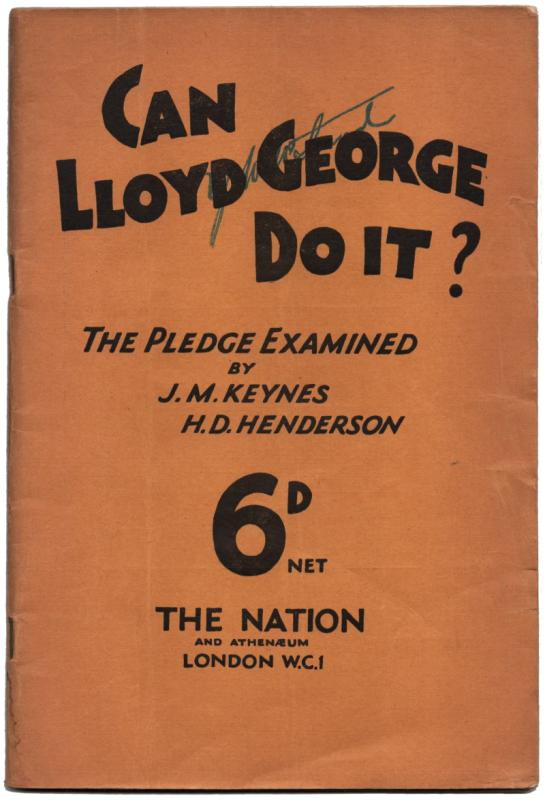 CAN
LLOYD GEORGE
DO IT?
THE PLEDGE EXAMINED
BY
J. M. KEYNES
H. D. HENDERSON
6D
NET
THE NATION
AND ATHENÆUM
LONDON W.C.1